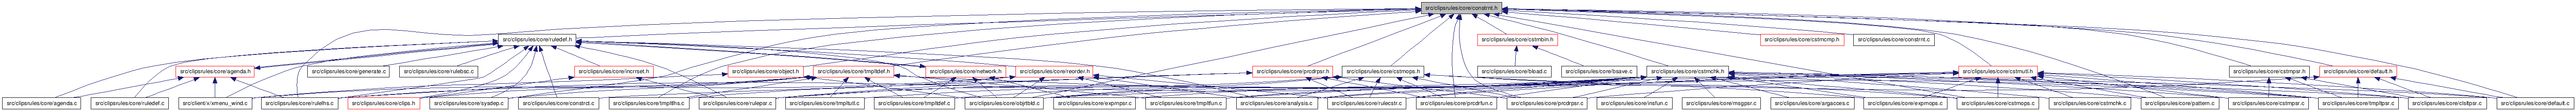 src/clipsrules/core/constrnt.h
src/clipsrules/core/ruledef.h
src/clipsrules/core/cstrnbin.h
src/clipsrules/core/cstrncmp.h
src/clipsrules/core/constrnt.c
src/clipsrules/core/agenda.h
src/clipsrules/core/generate.c
src/clipsrules/core/rulebsc.c
src/clipsrules/core/incrrset.h
src/clipsrules/core/object.h
src/clipsrules/core/tmpltdef.h
src/clipsrules/core/network.h
src/clipsrules/core/reorder.h
src/clipsrules/core/prcdrpsr.h
src/clipsrules/core/cstrnops.h
src/clipsrules/core/bload.c
src/clipsrules/core/bsave.c
src/clipsrules/core/cstrnchk.h
src/clipsrules/core/cstrnutl.h
src/clipsrules/core/cstrnpsr.h
src/clipsrules/core/default.h
src/clipsrules/core/agenda.c
src/clipsrules/core/ruledef.c
src/client/x/xmenu_wind.c
src/clipsrules/core/rulelhs.c
src/clipsrules/core/clips.h
src/clipsrules/core/sysdep.c
src/clipsrules/core/constrct.c
src/clipsrules/core/tmpltlhs.c
src/clipsrules/core/rulepsr.c
src/clipsrules/core/tmpltutl.c
src/clipsrules/core/tmpltdef.c
src/clipsrules/core/objrtbld.c
src/clipsrules/core/exprnpsr.c
src/clipsrules/core/tmpltfun.c
src/clipsrules/core/analysis.c
src/clipsrules/core/rulecstr.c
src/clipsrules/core/prcdrfun.c
src/clipsrules/core/prcdrpsr.c
src/clipsrules/core/insfun.c
src/clipsrules/core/msgpsr.c
src/clipsrules/core/argacces.c
src/clipsrules/core/exprnops.c
src/clipsrules/core/cstrnops.c
src/clipsrules/core/cstrnchk.c
src/clipsrules/core/pattern.c
src/clipsrules/core/cstrnpsr.c
src/clipsrules/core/tmpltpsr.c
src/clipsrules/core/clsltpsr.c
src/clipsrules/core/default.c